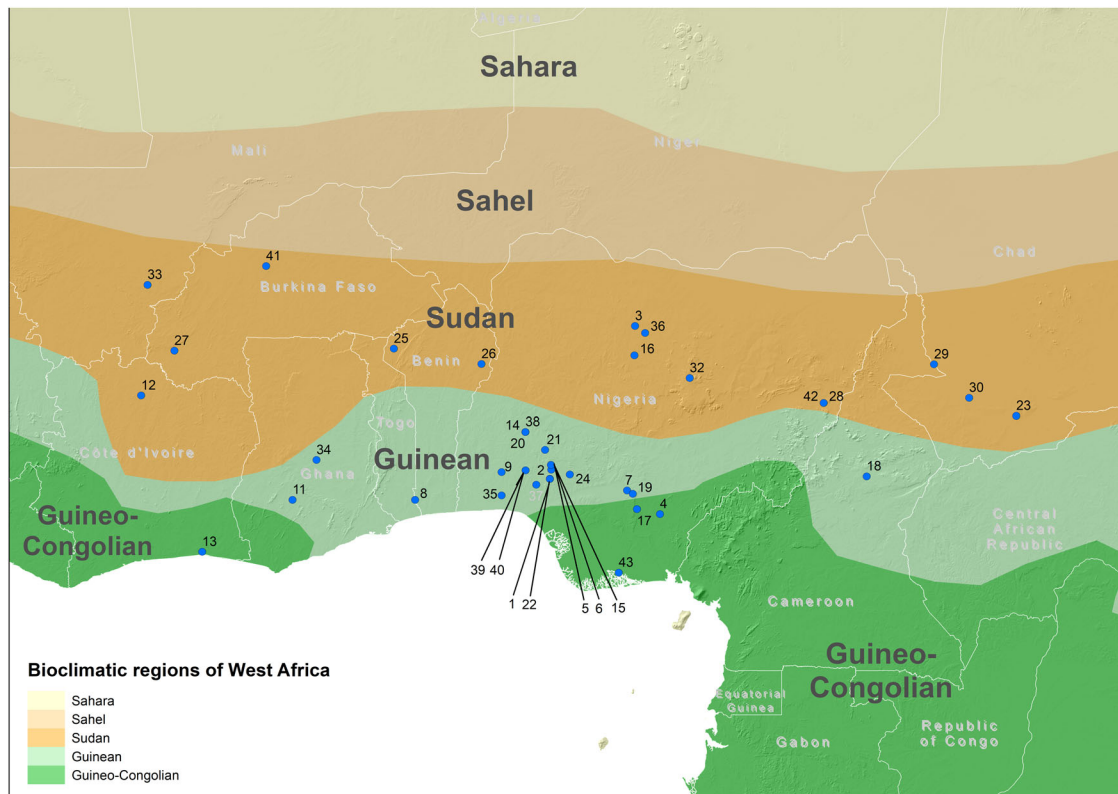 Algeria
Sahara
Mali
Niger
Sahel
Chad
41
33
Burkina Faso
Sudan
3
36
27
25
Benin
26
16
29
32
12
Nigeria
42 28
30
23
Togo
14 38
Côte d'Ivoire
20
21
34
Guinean
Ghana
9
2
24
18
7
19
11
8
35
17
4
Guineo-
Congolian
Central
African
Republic
13
39 40
43
1 22
5 6 15
Cameroon
Guineo-
Congolian
Bioclimatic regions of West Africa
Sahara
Sahel
Sudan
Guinean
Guineo-Congolian
Equatorial
Guinea
Gabon
Republic
of Congo